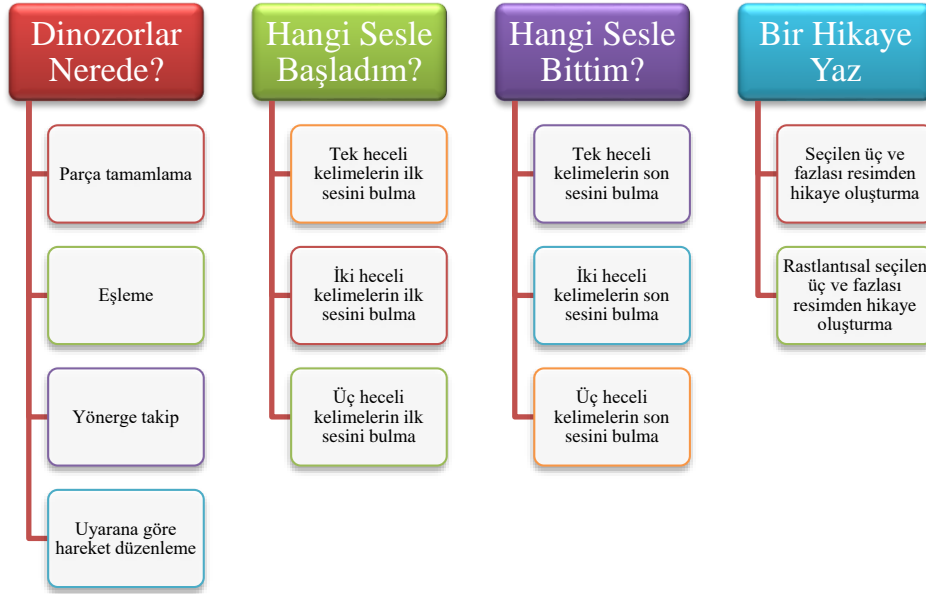 Dinozorlar
Nerede?
Parça tamamlama
Eşleme
Yönerge takip
Uyarana göre
hareket düzenleme
Hangi Sesle
Başladım?
Tek heceli
kelimelerin ilk
sesini bulma
İki heceli
kelimelerin ilk
sesini bulma
Üç heceli
kelimelerin ilk
sesini bulma
Hangi Sesle
Bittim?
Tek heceli
kelimelerin son
sesini bulma
İki heceli
kelimelerin son
sesini bulma
Üç heceli
kelimelerin son
sesini bulma
Bir Hikaye
Yaz
Seçilen üç ve
fazlası resimden
hikaye oluşturma
Rastlantısal seçilen
üç ve fazlası
resimden hikaye
oluşturma